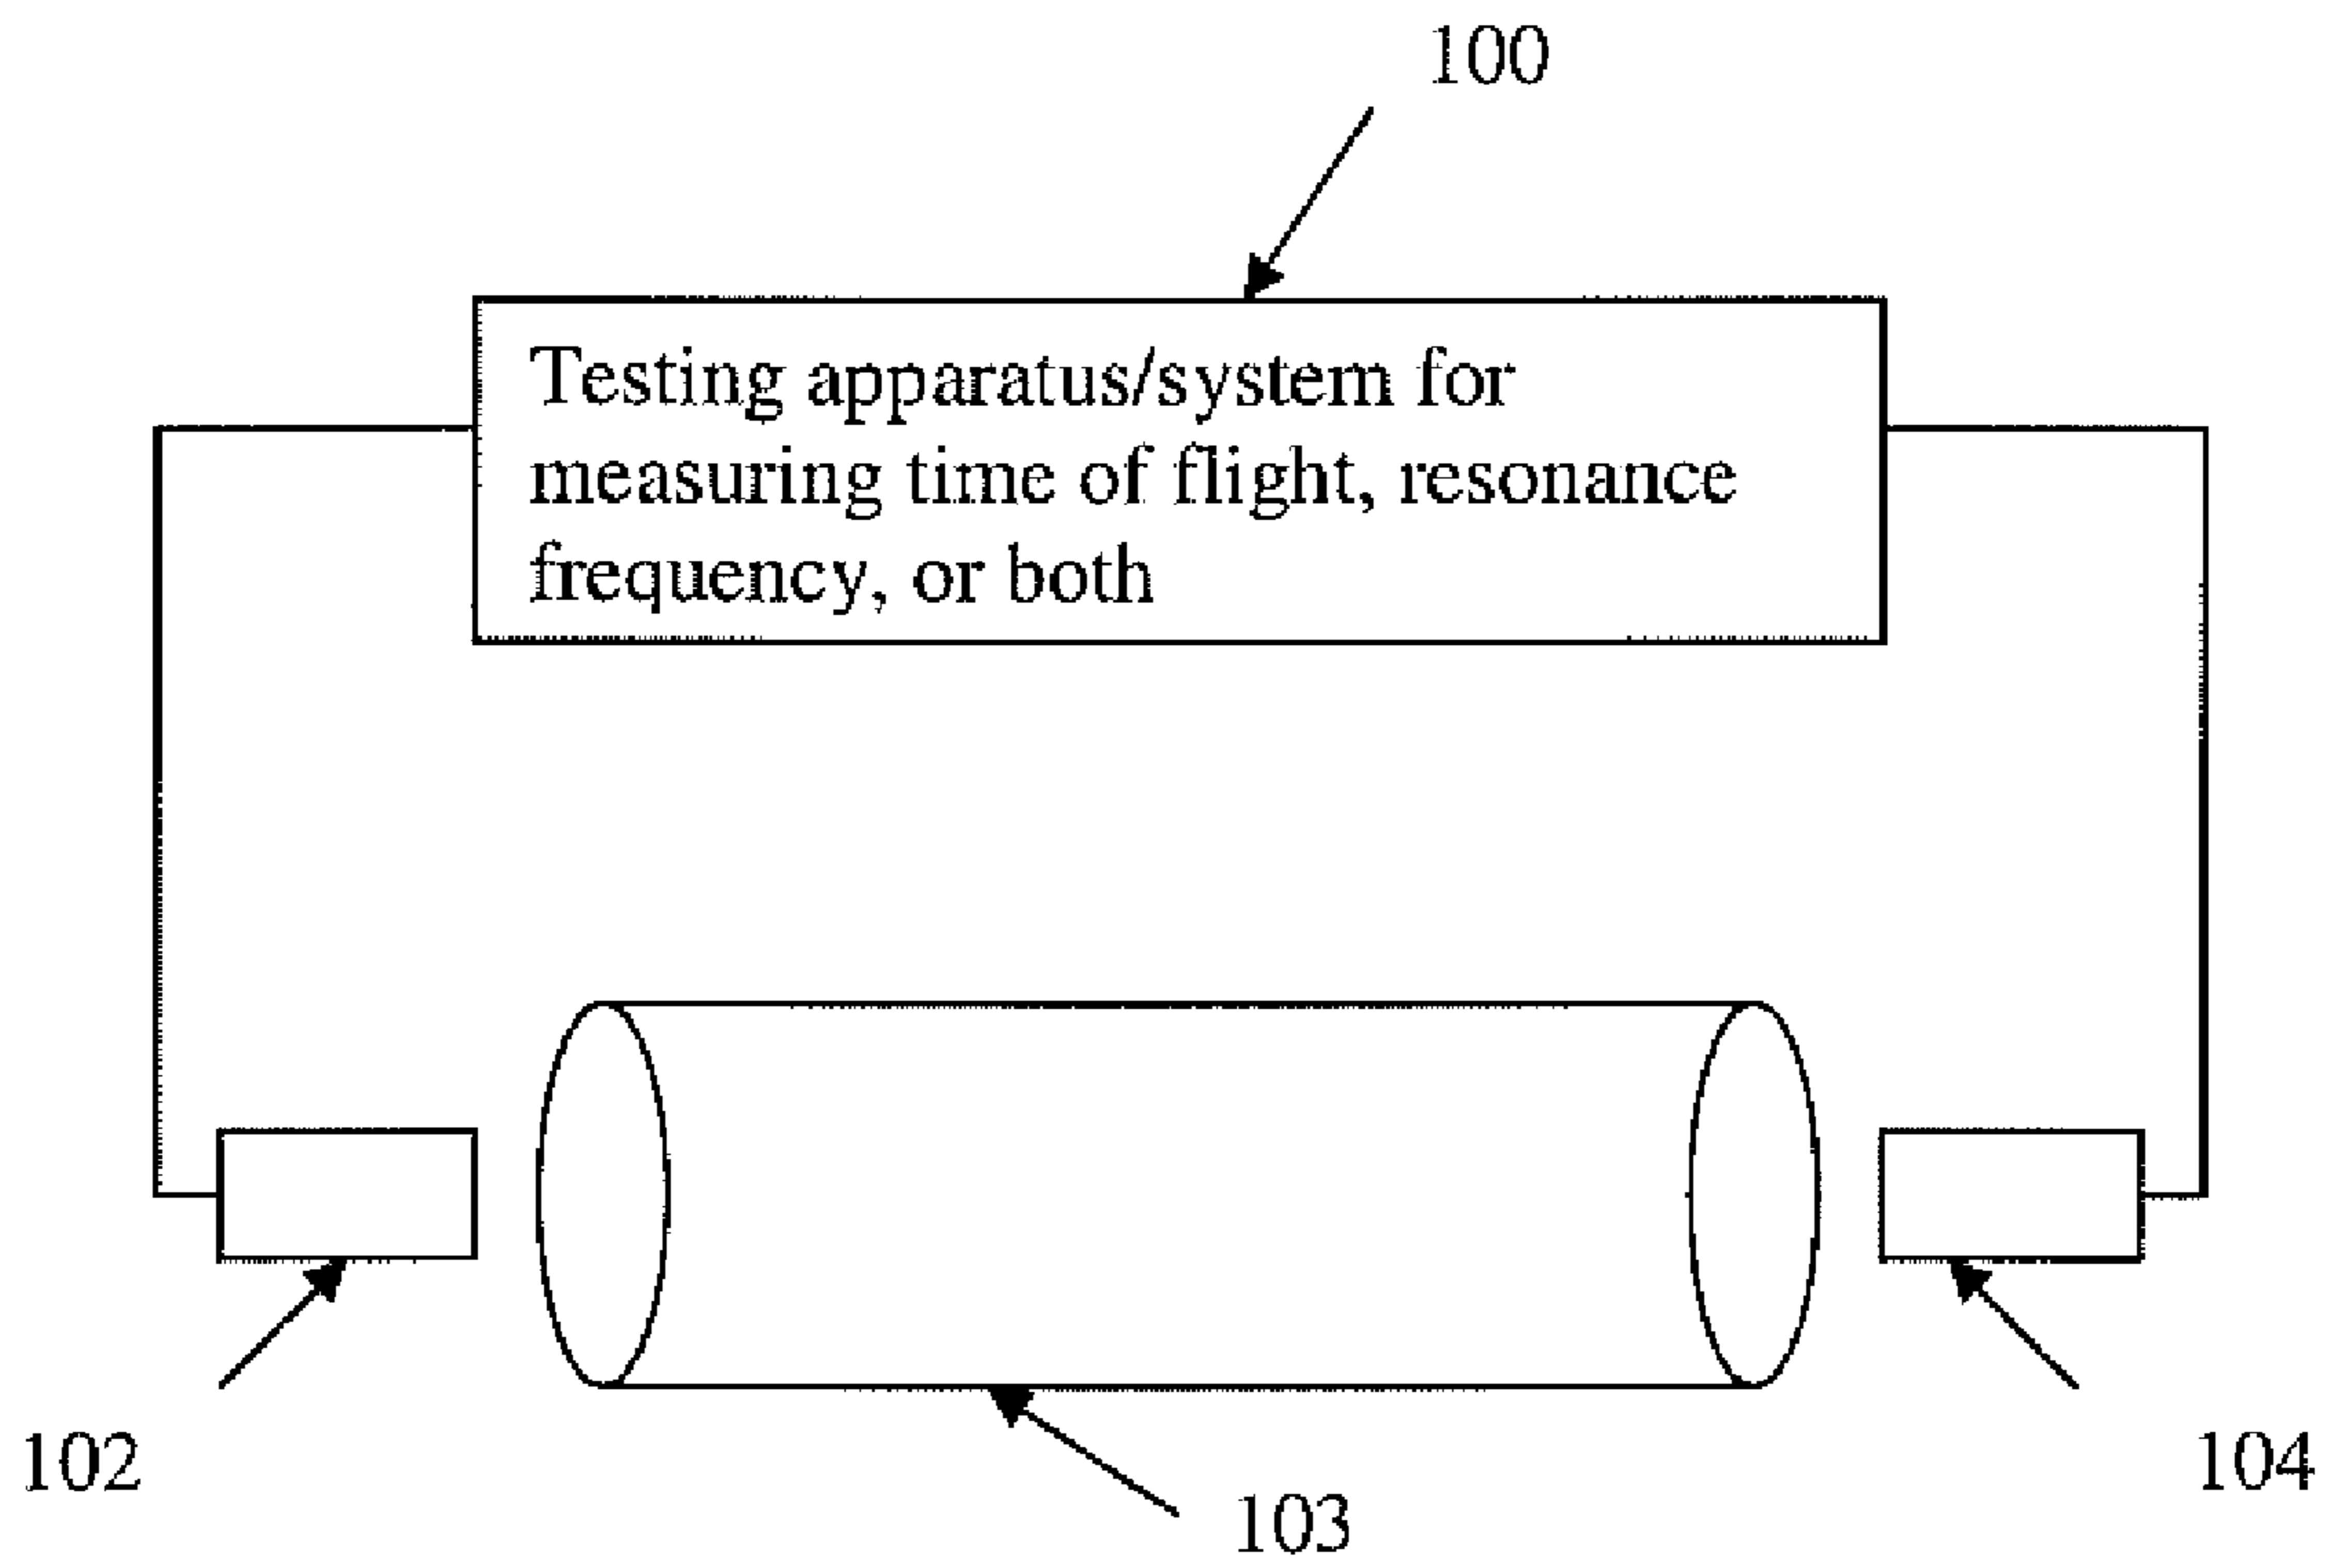 100
Testing apparatus/system for
measuring time of flight, resonance
frequency, or both
102
104
103